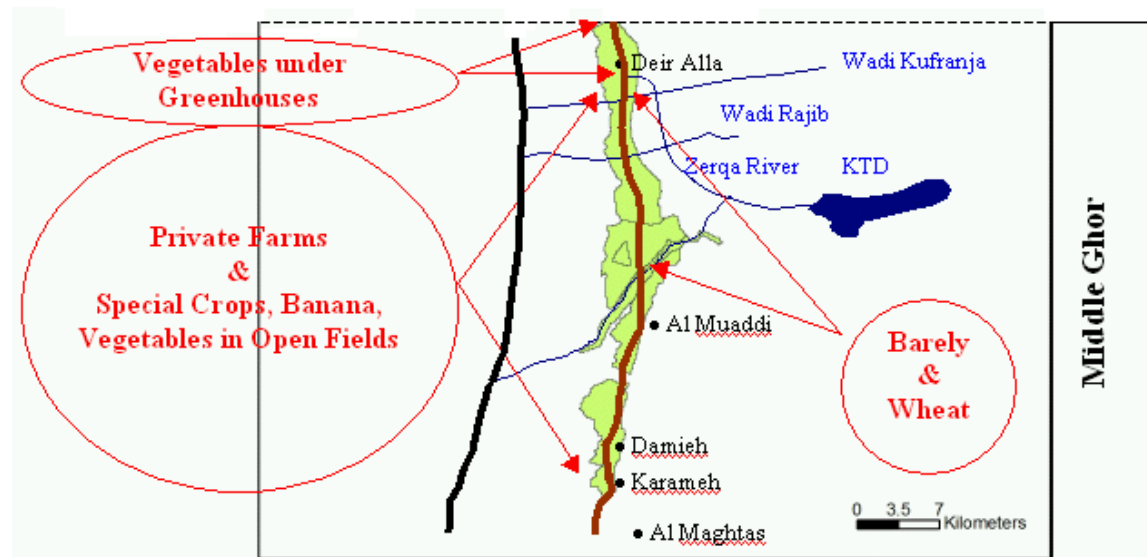 Vegetables under
Greenhouses
Private Farms
&
Special Crops, Banana,
Vegetables in Open Fields
Deir Alla
Wadi Kufranja
Wadi Rajib
Zerqa River
KTD
Al Muaddi
Barely
&
Wheat
Damieh
Karameh
Al Maghtas
0 3.5 7
Kilometers
Middle Ghor